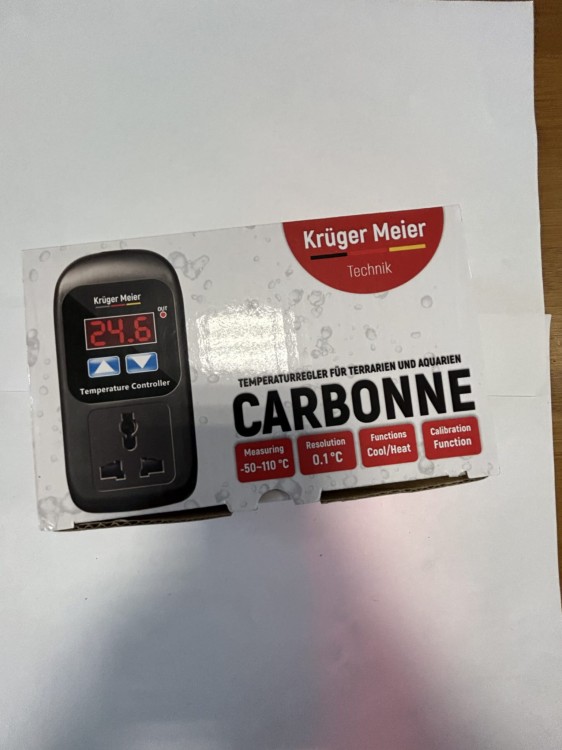 Krüger Meier
Technik
Krüger Meier
OUT
24.6
Temperature Controller
TEMPERATURREGLER FÜR TERRARIEN UND AQUARIEN
CARBONNE
Measuring
-50~110 °C
Resolution
0.1 °C
Functions
Cool/Heat
Calibration
Function